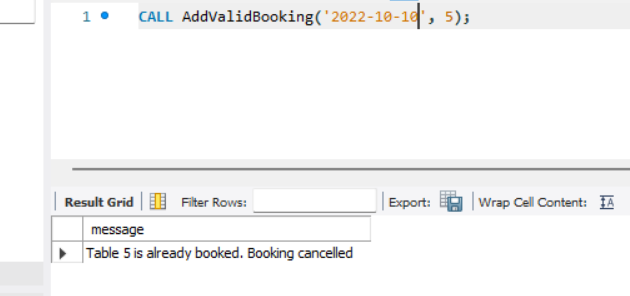 1 CALL AddValidBooking('2022-10-10', 5);
Result Grid Filter Rows: Export: Wrap Cell Content: IA
message
Table 5 is already booked. Booking cancelled